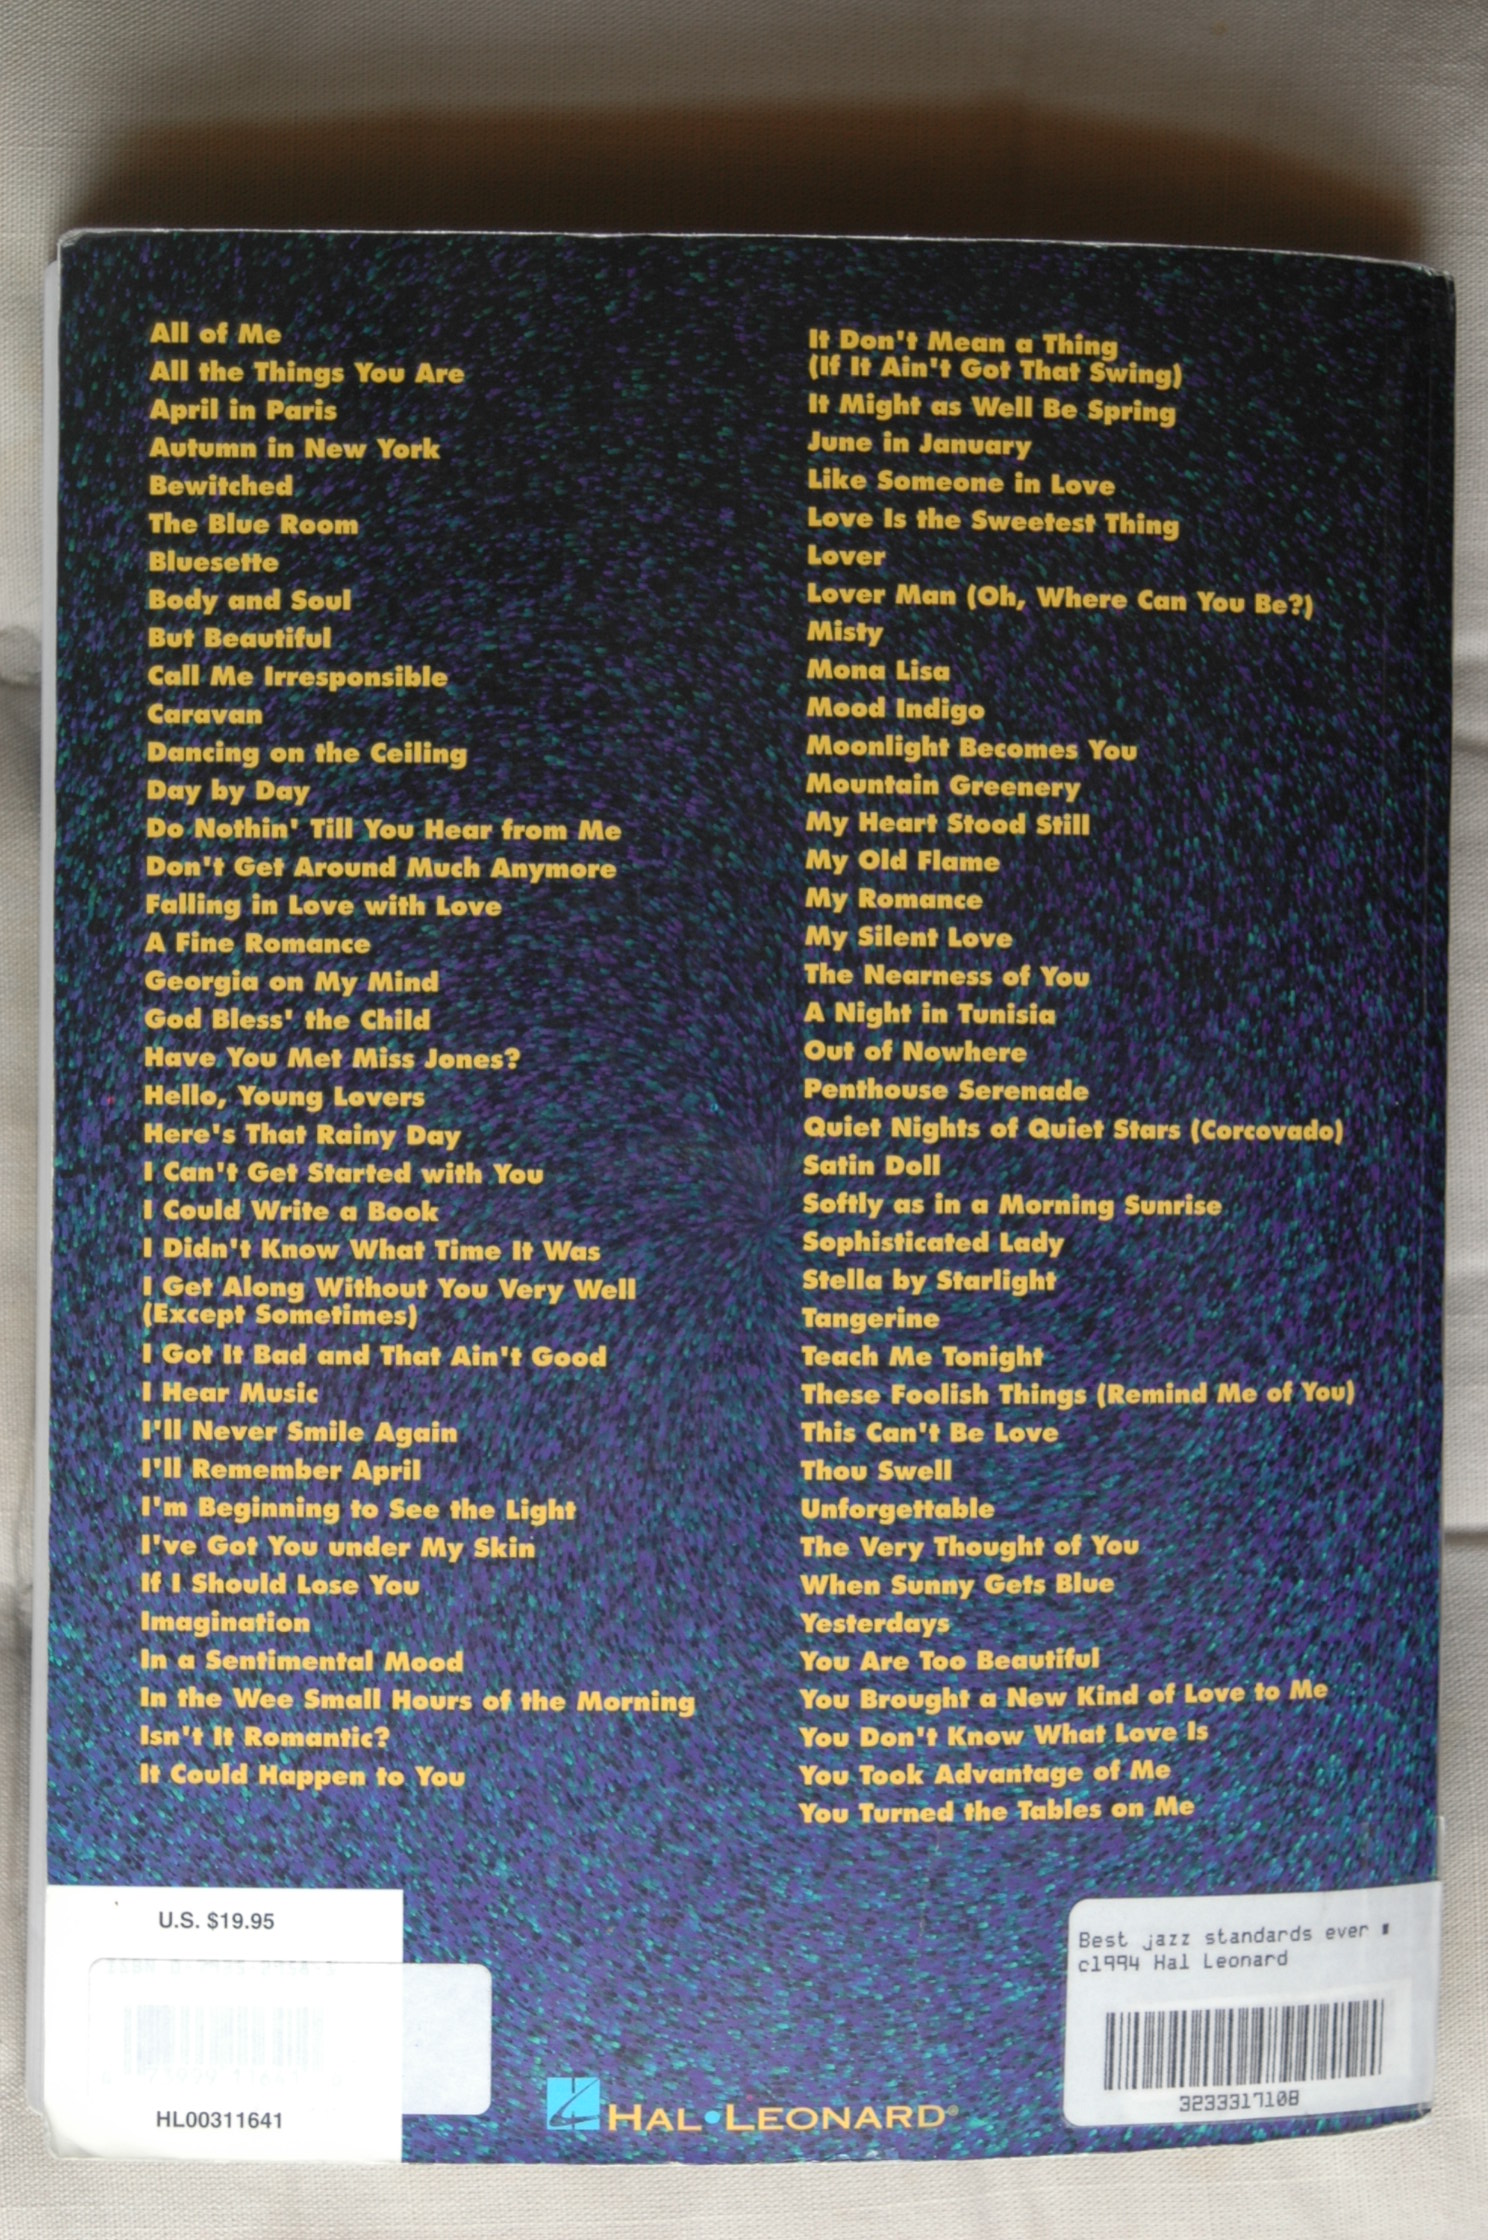 All of Me
All the Things You Are
April in Paris
Autumn in New York
Bewitched
The Blue Room
Bluesette
Body and Soul
But Beautiful
Call Me Irresponsible
Caravan
Dancing on the Ceiling
Day by Day
Do Nothin' Till You Hear from Me
Don't Get Around Much Anymore
Falling in Love with Love
A Fine Romance
Georgia on My Mind
God Bless' the Child
Have You Met Miss Jones?
Hello, Young Lovers
Here's That Rainy Day
I Can't Get Started with You
I Could Write a Book
I Didn't Know What Time It Was
I Get Along Without You Very Well
(Except Sometimes)
I Got It Bad and That Ain't Good
I Hear Music
I'll Never Smile Again
I'll Remember April
I'm Beginning to See the Light
I've Got You under My Skin
If I Should Lose You
Imagination
In a Sentimental Mood
In the Wee Small Hours of the Morning
Isn't It Romantic?
It Could Happen to You
It Don't Mean a Thing
(If It Ain't Got That Swing)
It Might as Well Be Spring
June in January
Like Someone in Love
Love Is the Sweetest Thing
Lover
Lover Man (Oh, Where Can You Be?)
Misty
Mona Lisa
Mood Indigo
Moonlight Becomes You
Mountain Greenery
My Heart Stood Still
My Old Flame
My Romance
My Silent Love
The Nearness of You
A Night in Tunisia
Out of Nowhere
Penthouse Serenade
Quiet Nights of Quiet Stars (Corcovado)
Satin Doll
Softly as in a Morning Sunrise
Sophisticated Lady
Stella by Starlight
Tangerine
Teach Me Tonight
These Foolish Things (Remind Me of You)
This Can't Be Love
Thou Swell
Unforgettable
The Very Thought of You
When Sunny Gets Blue
Yesterdays
You Are Too Beautiful
You Brought a New Kind of Love to Me
You Don't Know What Love Is
You Took Advantage of Me
You Turned the Tables on Me
U.S. $19.95
HL00311641
HAL•LEONARD®
Best jazz standards ever
c1994 Hal Leonard
3233317108